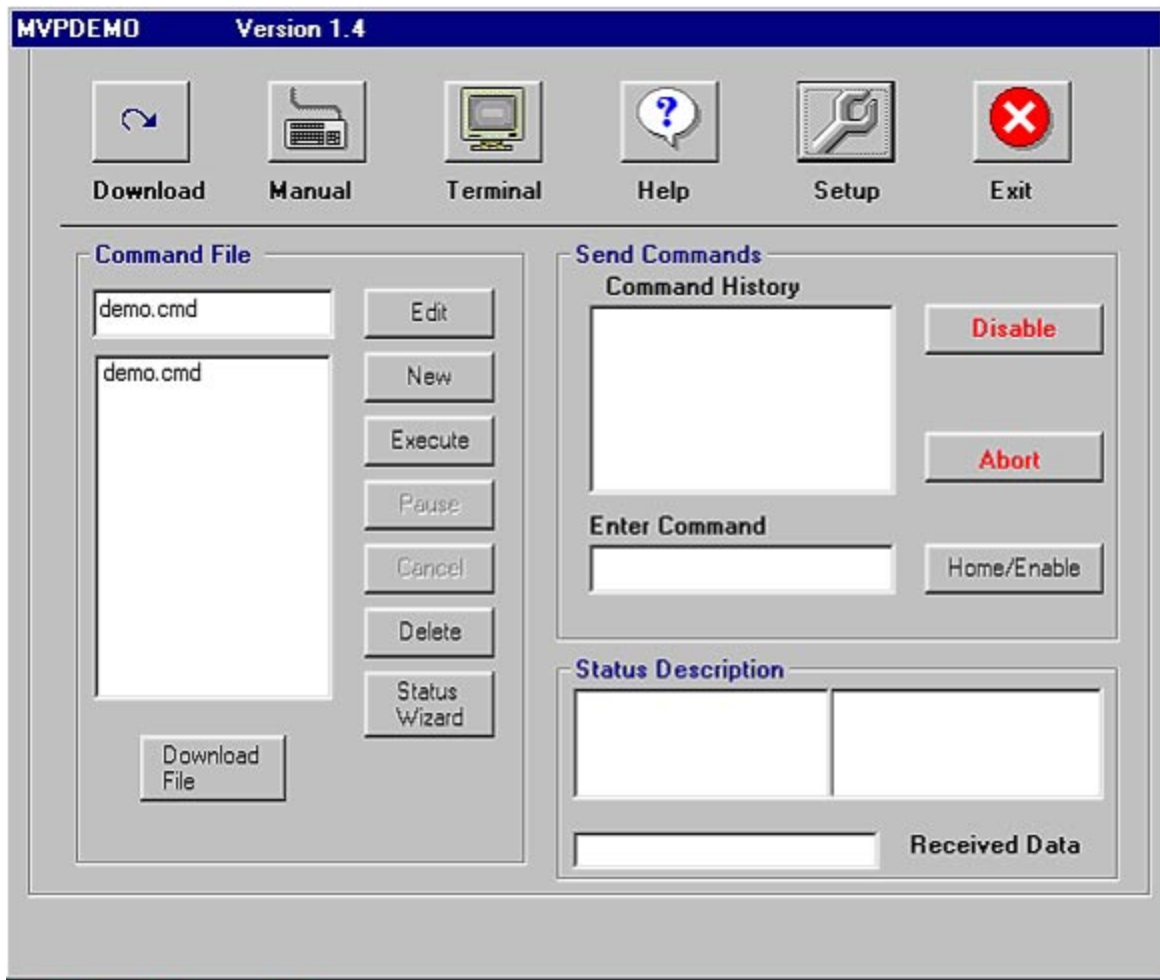 MVPDEMO Version 1.4
Download Manual Terminal Help Setup Exit
Command File
demo.cmd
demo.cmd
Edit
New
Execute
Pause
Cancel
Delete
Status
Wizard
Download
File
Send Commands
Command History
Disable
Abort
Enter Command
Home/Enable
Status Description
Received Data